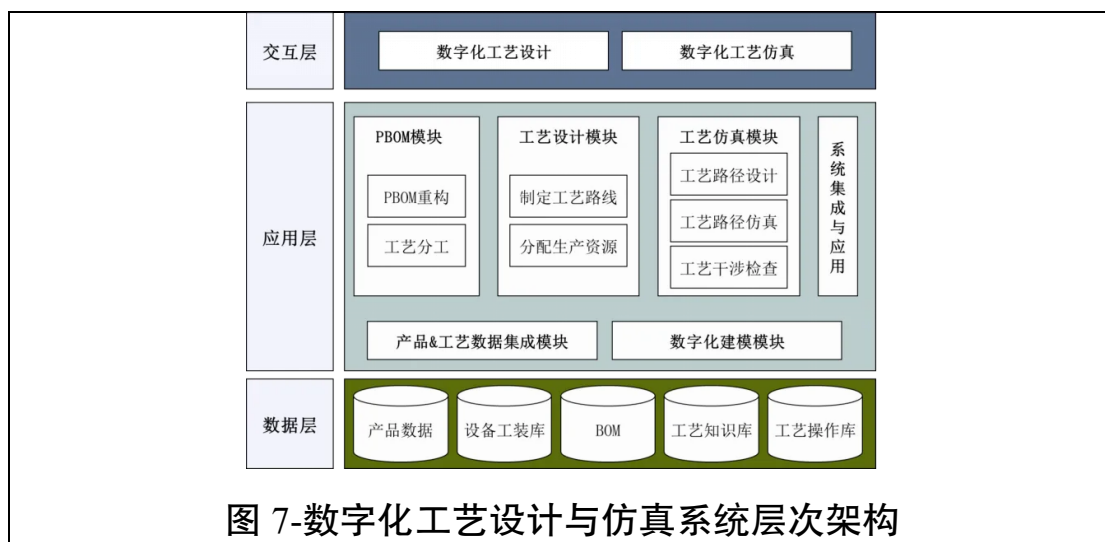 交互层
数字化工艺设计
数字化工艺仿真
应用层
PBOM模块
PBOM重构
工艺分工
工艺设计模块
制定工艺路线
分配生产资源
工艺仿真模块
工艺路径设计
工艺路径仿真
工艺干涉检查
系统集成与应用
产品&工艺数据集成模块
数字化建模模块
数据层
产品数据
设备工装库
BOM
工艺知识库
工艺操作库
图 7-数字化工艺设计与仿真系统层次架构